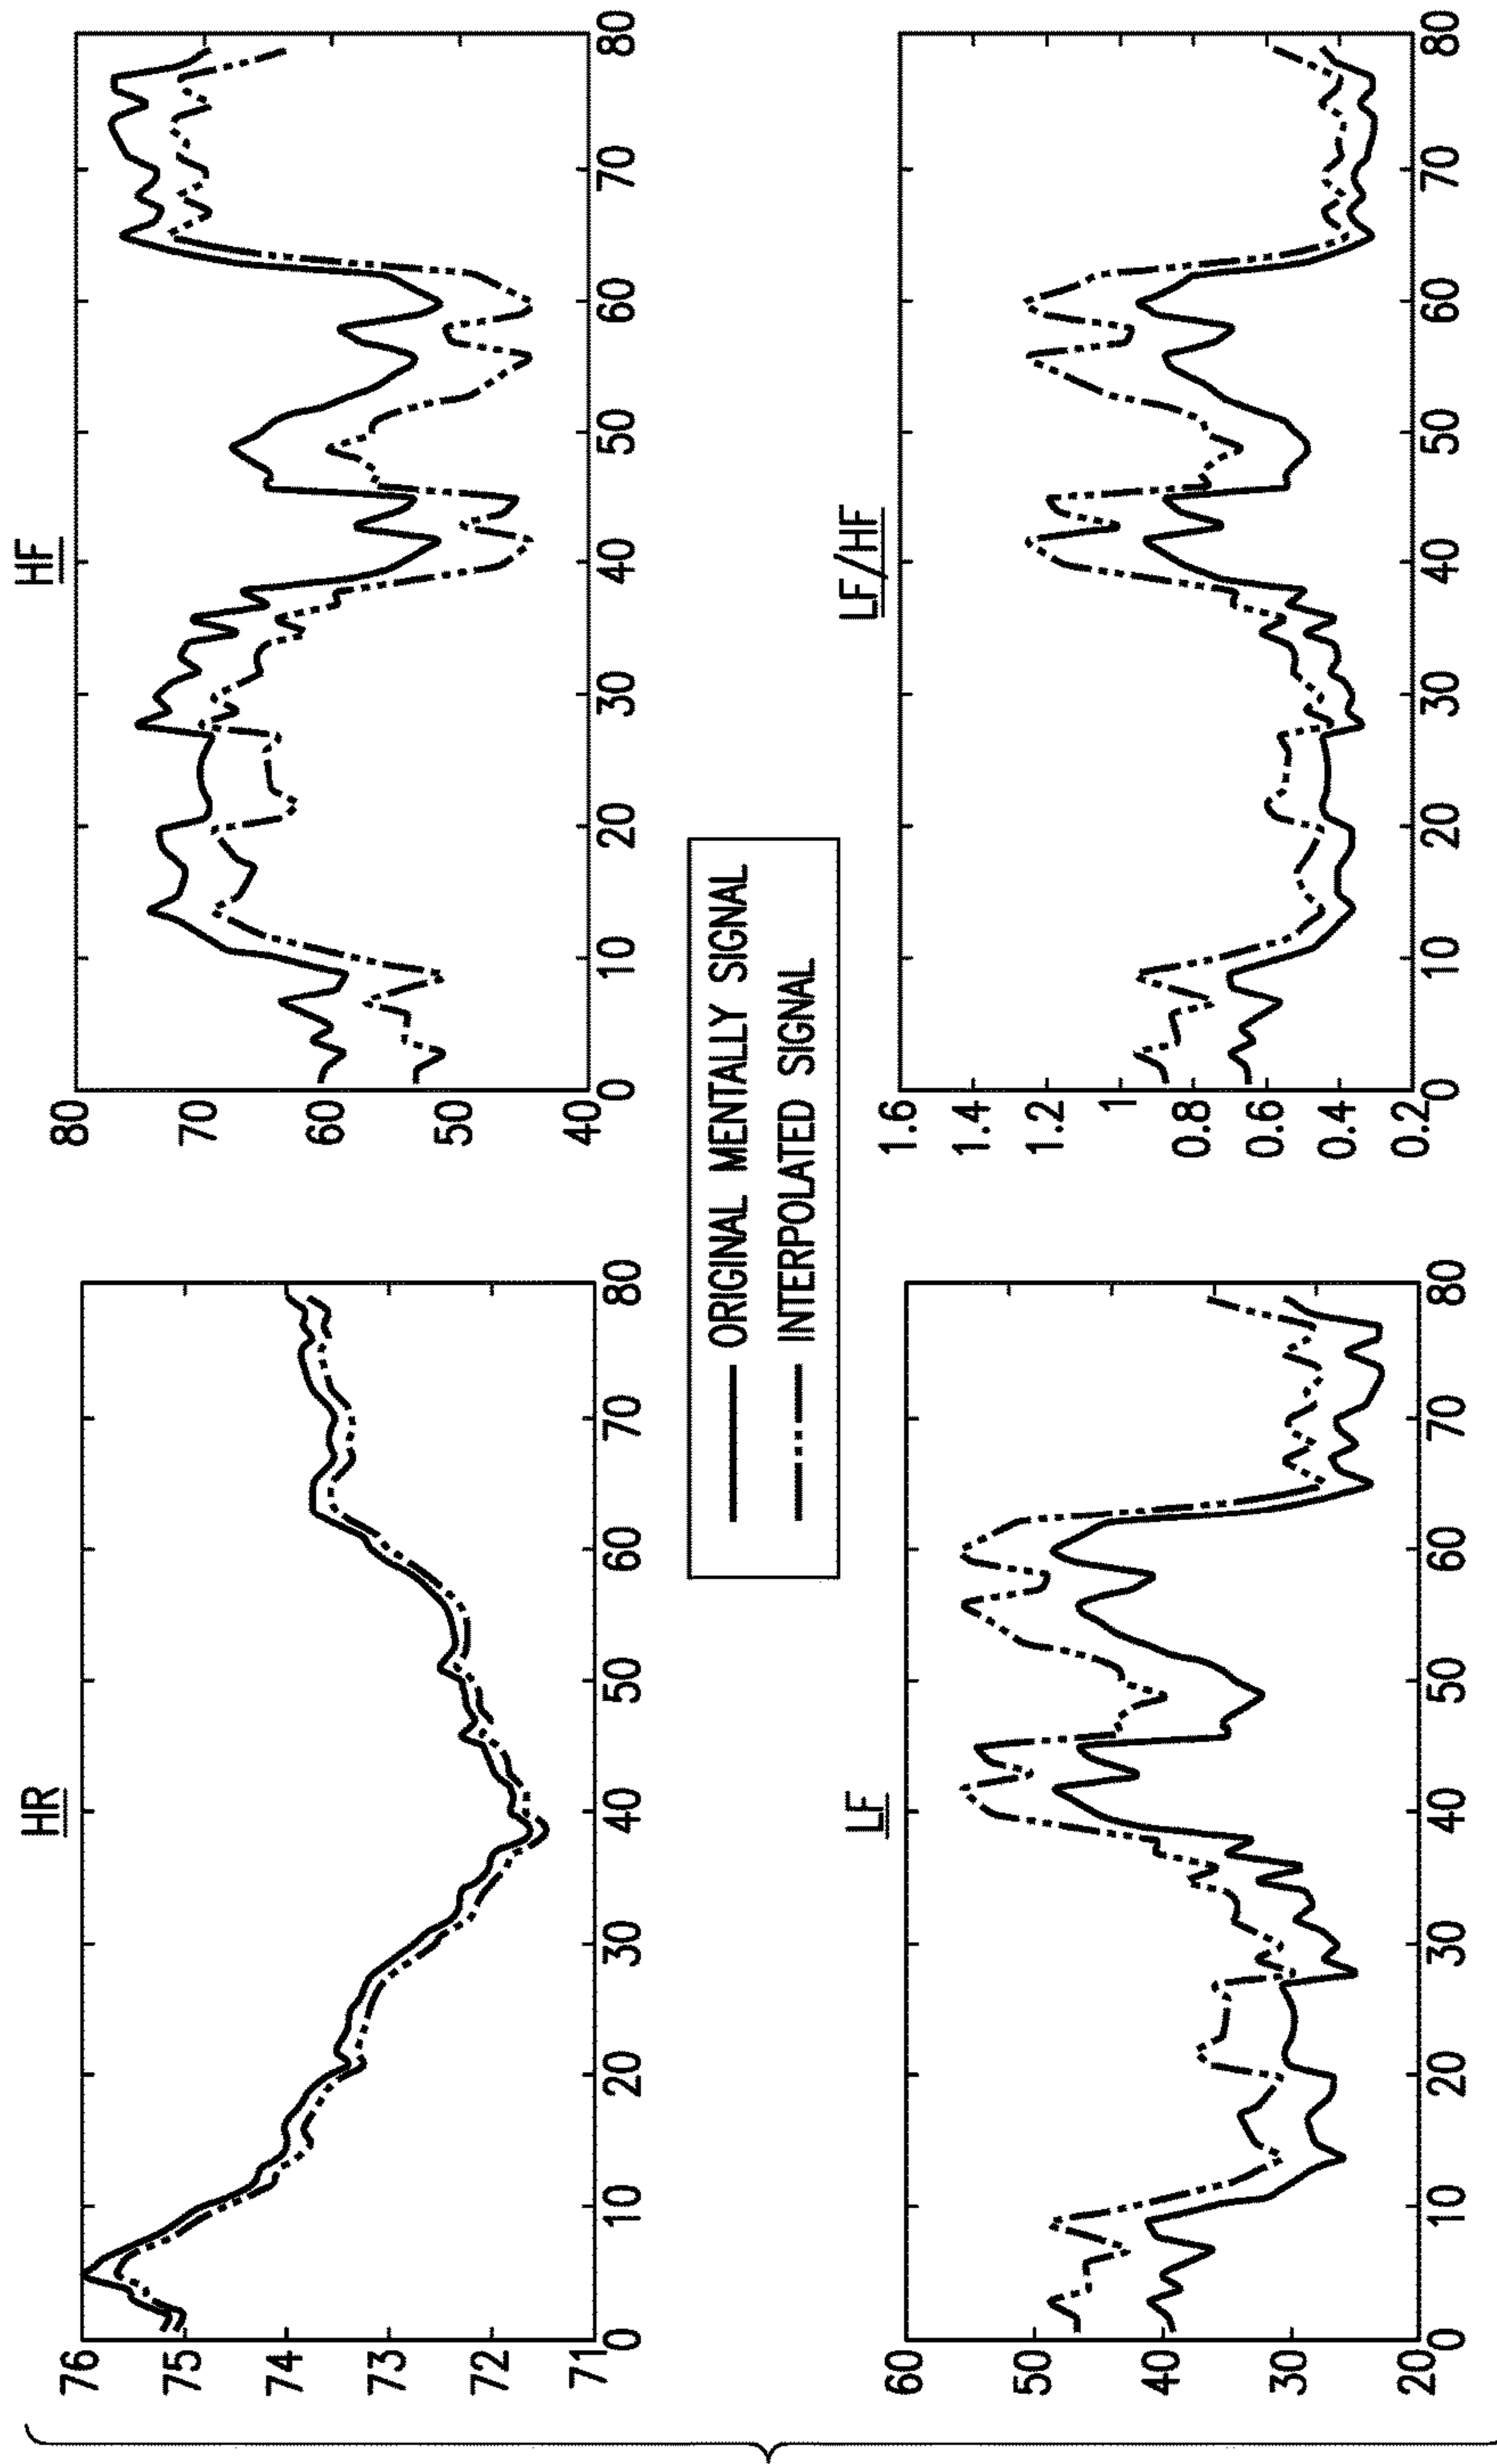 HR
76
75
74
73
72
71
0 10 20 30 40 50 60 70 80
HF
80
70
60
50
40
0 10 20 30 40 50 60 70 80
ORIGINAL MENTALLY SIGNAL
INTERPOLATED SIGNAL
LF
60
50
40
30
20
0 10 20 30 40 50 60 70 80
LF/HF
1.6
1.4
1.2
1
0.8
0.6
0.4
0.2
0 10 20 30 40 50 60 70 80